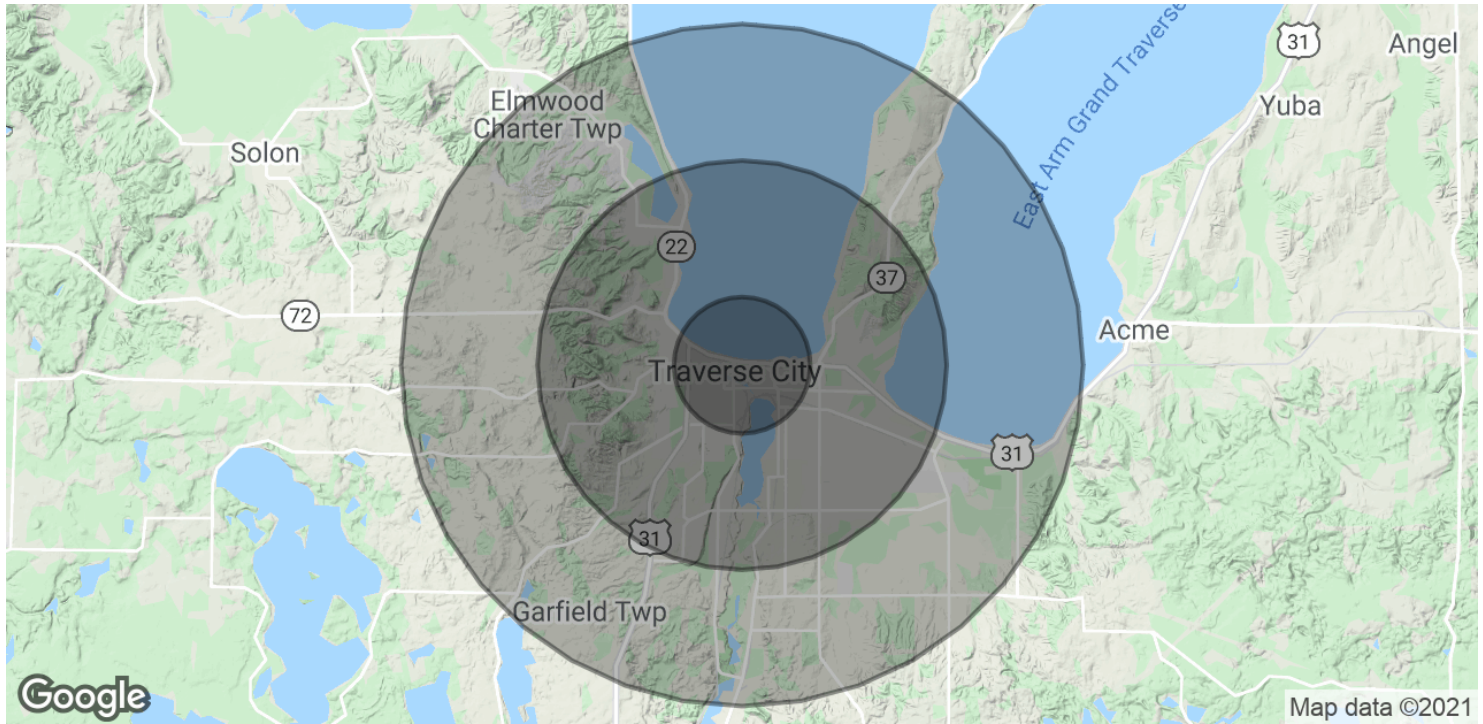 31
Angel
Elmwood
Charter Twp
Yuba
Solon
East Arm Grand Traverse
22
37
72
Acme
Traverse City
31
31
Garfield Twp
Google
Map data ©2021